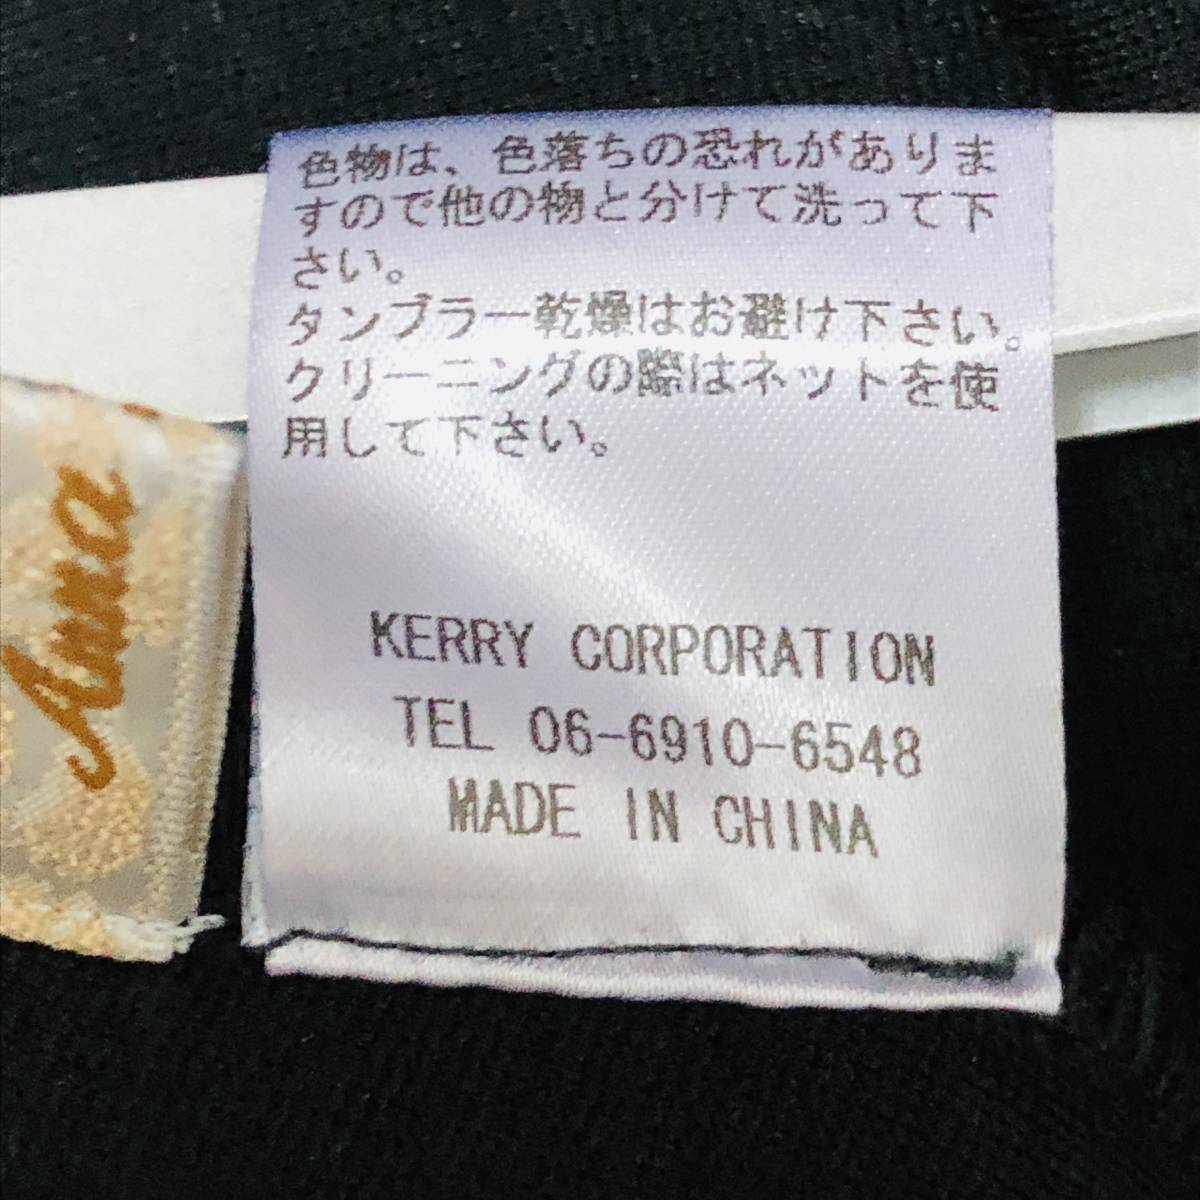 色物は、色落ちの恐れがありま
すので他の物と分けて洗って下
さい。
タンブラー乾燥はお避け下さい。
クリーニングの際はネットを使
用して下さい。
KERRY CORPORATION
TEL 06-6910-6548
MADE IN CHINA
Anna